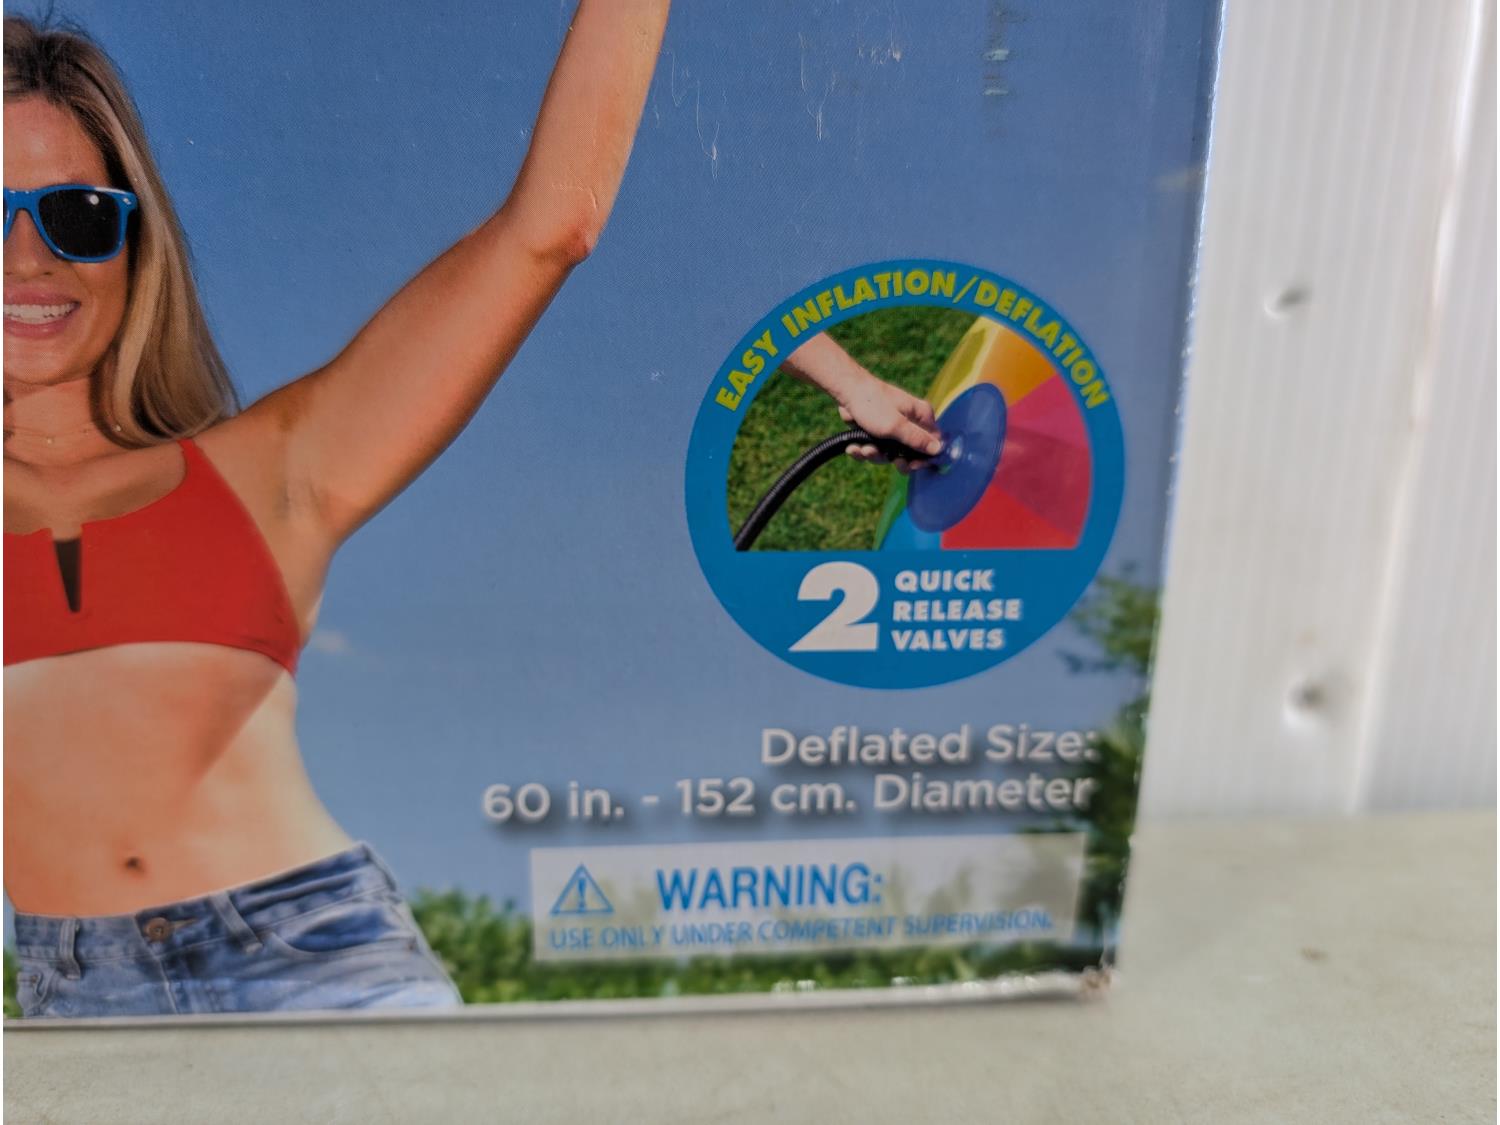 EASY INFLATION/DEFLATION
2 QUICK
RELEASE
VALVES
Deflated Size:
60 in. - 152 cm. Diameter
WARNING:
USE ONLY UNDER COMPETENT SUPERVISION.